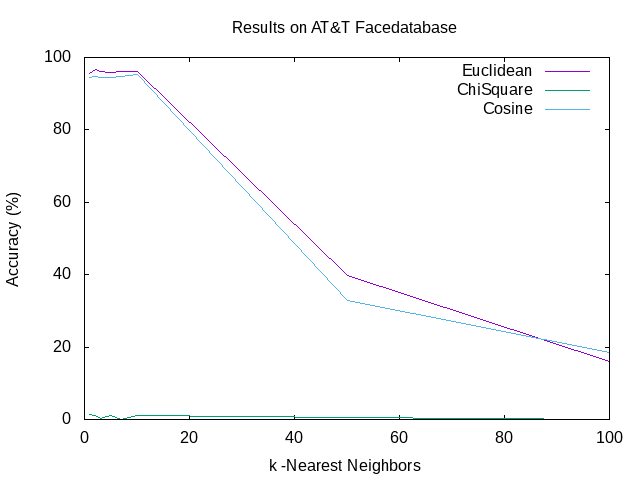 Results on AT&T Facedatabase
Euclidean
ChiSquare
Cosine
100
80
60
40
20
0
Accuracy (%)
0 20 40 60 80 100
k -Nearest Neighbors